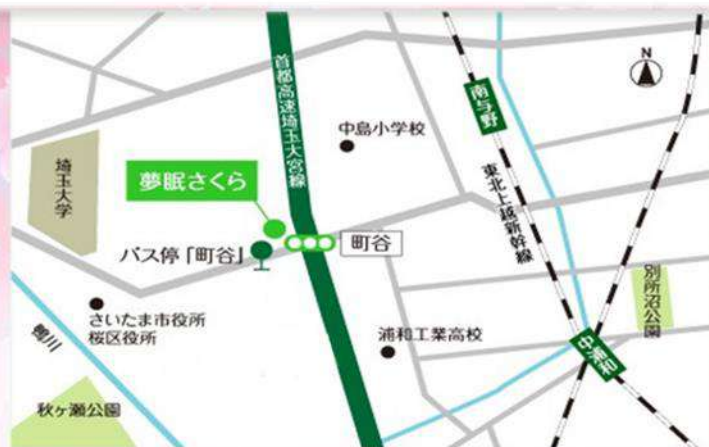 N
首都高速埼玉大宮線
南与野
中島小学校
埼玉大学
夢眠さくら
東北上越新幹線
バス停「町谷」
町谷
別所沼公園
さいたま市役所
桜区役所
鴨川
浦和工業高校
中浦和
秋ヶ瀬公園